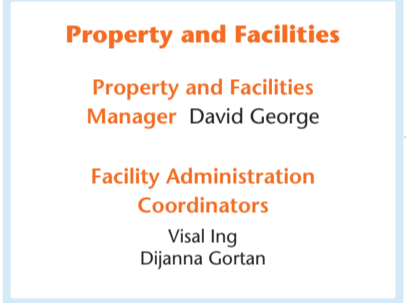 Property and Facilities
Property and Facilities
Manager David George
Facility Administration
Coordinators
Visal Ing
Dijanna Gortan